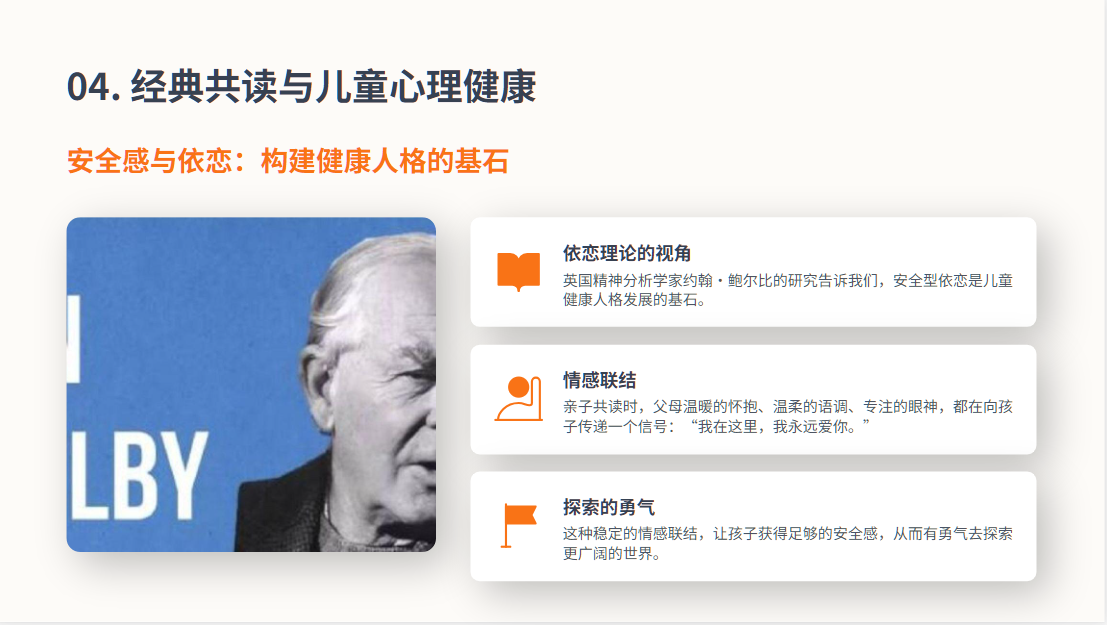 04. 经典共读与儿童心理健康
安全感与依恋：构建健康人格的基石
LBY
依恋理论的视角
英国精神分析学家约翰·鲍尔比的研究告诉我们，安全型依恋是儿童
健康人格发展的基石。
情感联结
亲子共读时，父母温暖的怀抱、温柔的语调、专注的眼神，都在向孩
子传递一个信号：“我在这里，我永远爱你。”
探索的勇气
这种稳定的情感联结，让孩子获得足够的安全感，从而有勇气去探索
更广阔的世界。